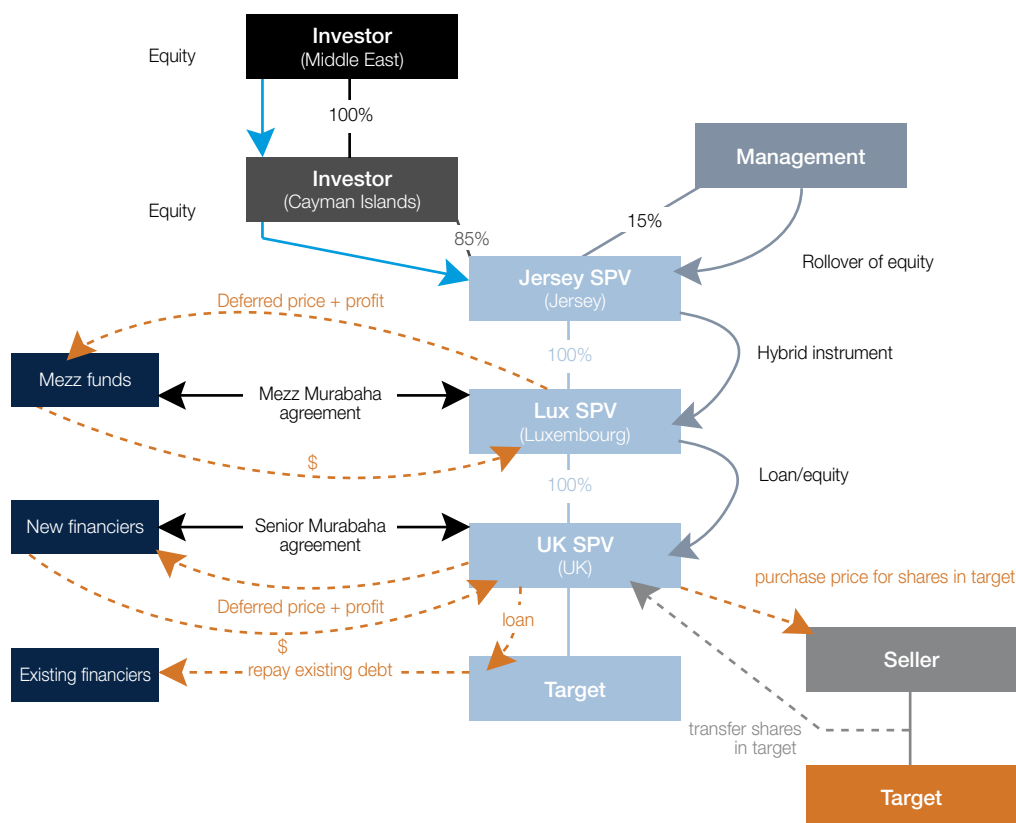 Equity
Investor
(Middle East)
100%
Management
Equity
Investor
(Cayman Islands)
85%
15%
Rollover of equity
Jersey SPV
(Jersey)
Deferred price + profit
100%
Hybrid instrument
Mezz funds
Mezz Murabaha
agreement
Lux SPV
(Luxembourg)
$
100%
Loan/equity
New financiers
Senior Murabaha
agreement
UK SPV
(UK)
purchase price for shares in target
Deferred price + profit
loan
$
Existing financiers
repay existing debt
Target
Seller
transfer shares
in target
Target